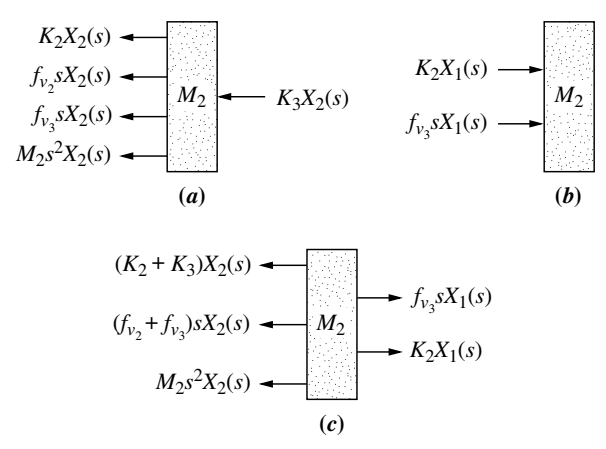 K₂X₂(s)
f_{v₂}sX₂(s)
f_{v₃}sX₂(s)
M₂s²X₂(s)
M₂
K₃X₂(s)
(a)
K₂X₁(s)
f_{v₃}sX₁(s)
M₂
(b)
(K₂ + K₃)X₂(s)
(f_{v₂} + f_{v₃})sX₂(s)
M₂s²X₂(s)
M₂
f_{v₃}sX₁(s)
K₂X₁(s)
(c)